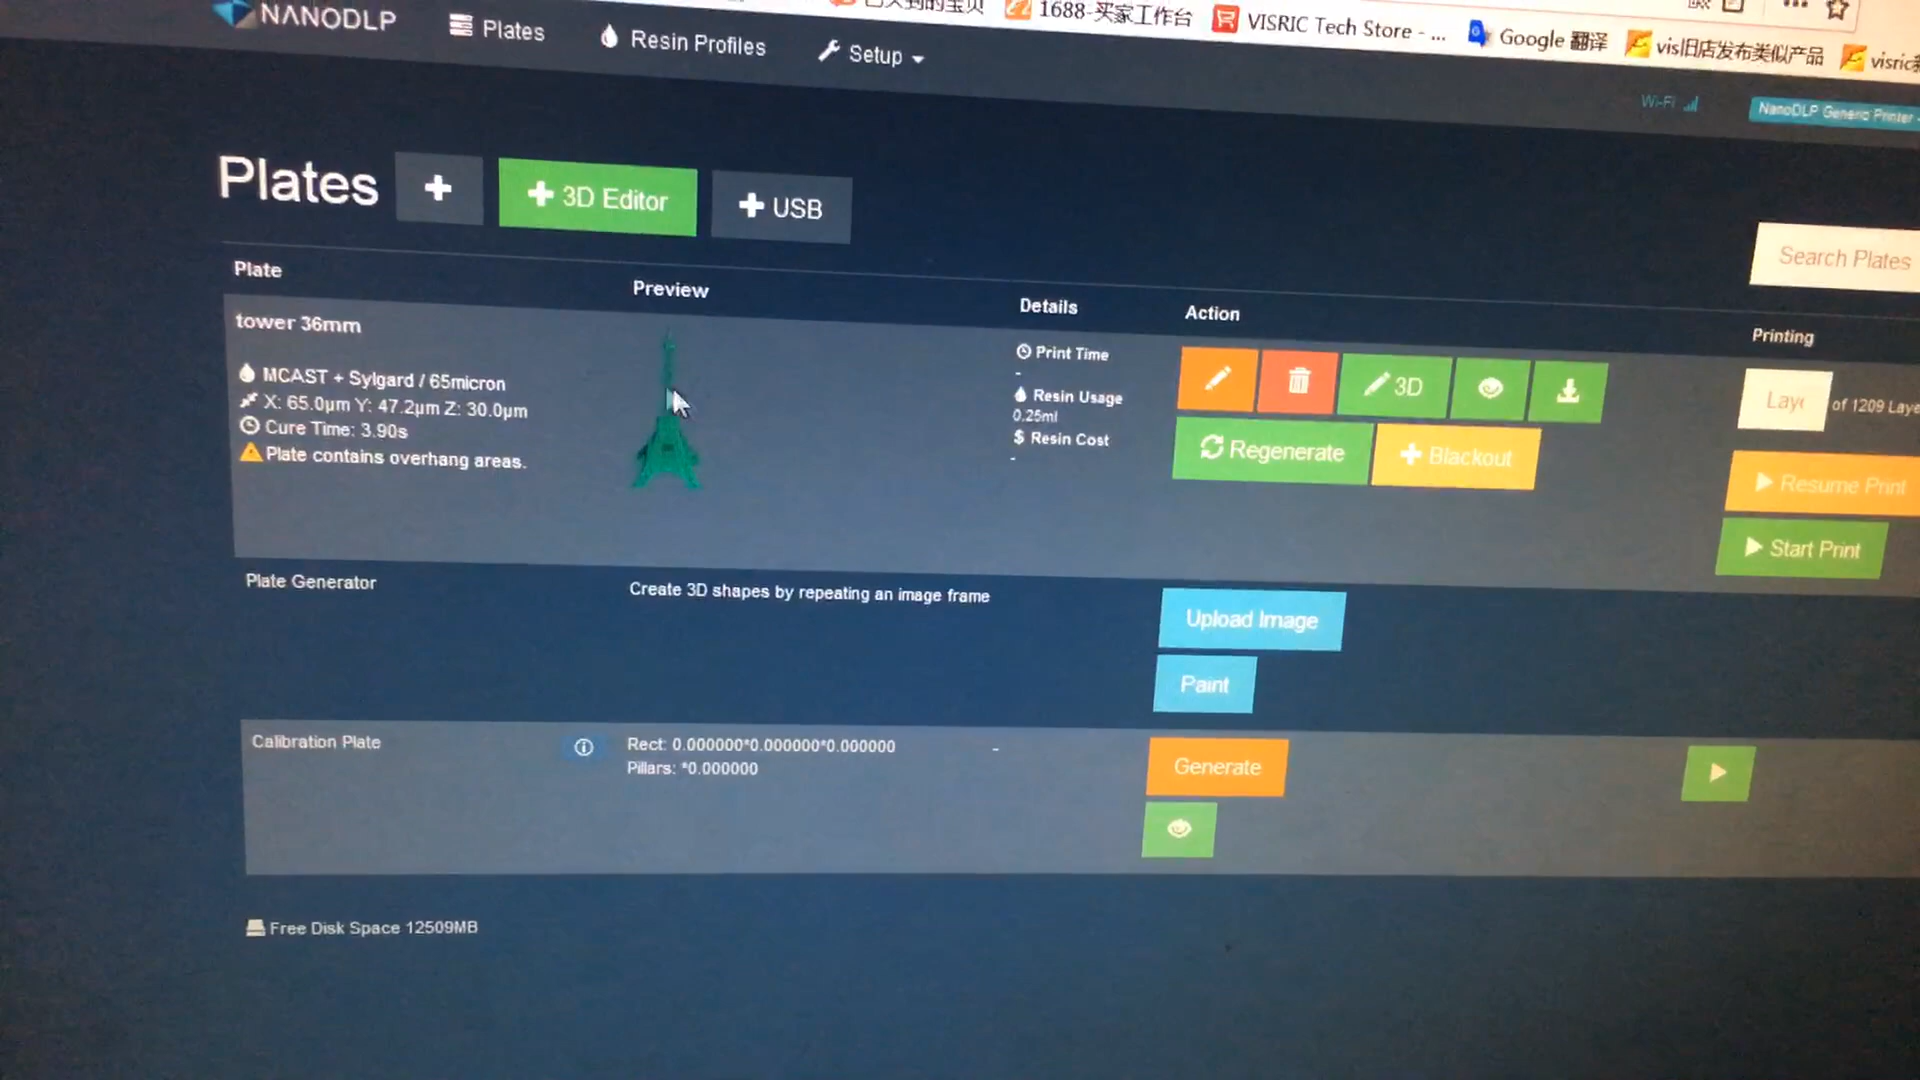 1688-买家工作台
VISRIC Tech Store - ...
Google 翻译
vis旧店发布类似产品
visric
NANODLP
Plates
Resin Profiles
Setup
Wi-Fi
NanoDLP Generic Printer -
Plates
+
+ 3D Editor
+ USB
Search Plates
Plate
Preview
Details
Action
Printing
tower 36mm
MCAST + Sylgard / 65micron
X: 65.0µm Y: 47.2µm Z: 30.0µm
Cure Time: 3.90s
Plate contains overhang areas.
Print Time
-
Resin Usage
0.25ml
$ Resin Cost
-
3D
Regenerate
+ Blackout
of 1209 Laye
Resume Print
Start Print
Plate Generator
Create 3D shapes by repeating an image frame
Upload Image
Paint
Calibration Plate
Rect: 0.000000*0.000000*0.000000
Pillars: *0.000000
-
Generate
Free Disk Space 12509MB